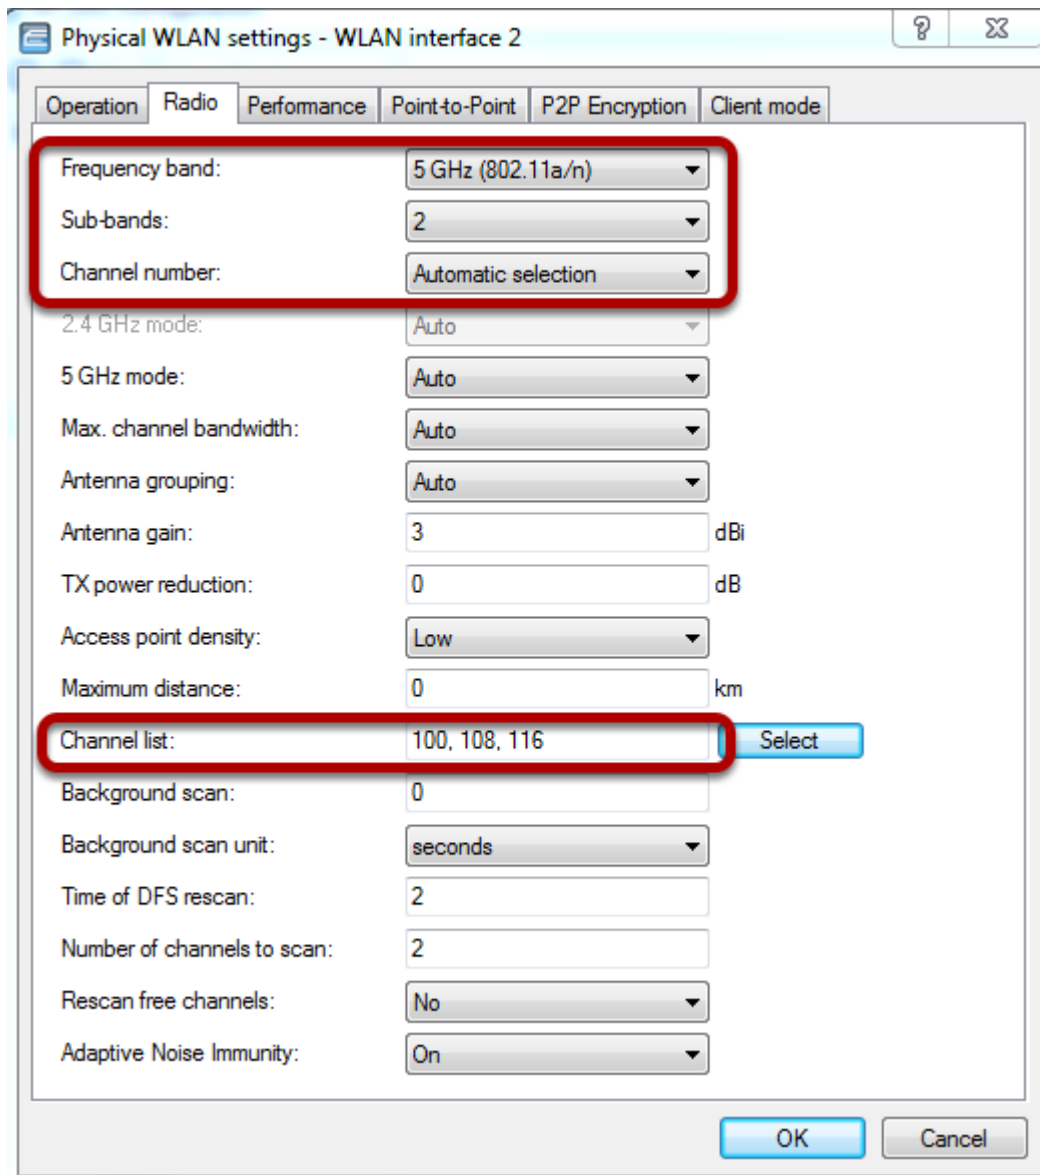 Physical WLAN settings - WLAN interface 2
Operation Radio Performance Point-to-Point P2P Encryption Client mode
Frequency band: 5 GHz (802.11a/n)
Sub-bands: 2
Channel number: Automatic selection
2.4 GHz mode: Auto
5 GHz mode: Auto
Max. channel bandwidth: Auto
Antenna grouping: Auto
Antenna gain: 3 dBi
TX power reduction: 0 dB
Access point density: Low
Maximum distance: 0 km
Channel list: 100, 108, 116 Select
Background scan: 0
Background scan unit: seconds
Time of DFS rescan: 2
Number of channels to scan: 2
Rescan free channels: No
Adaptive Noise Immunity: On
OK Cancel